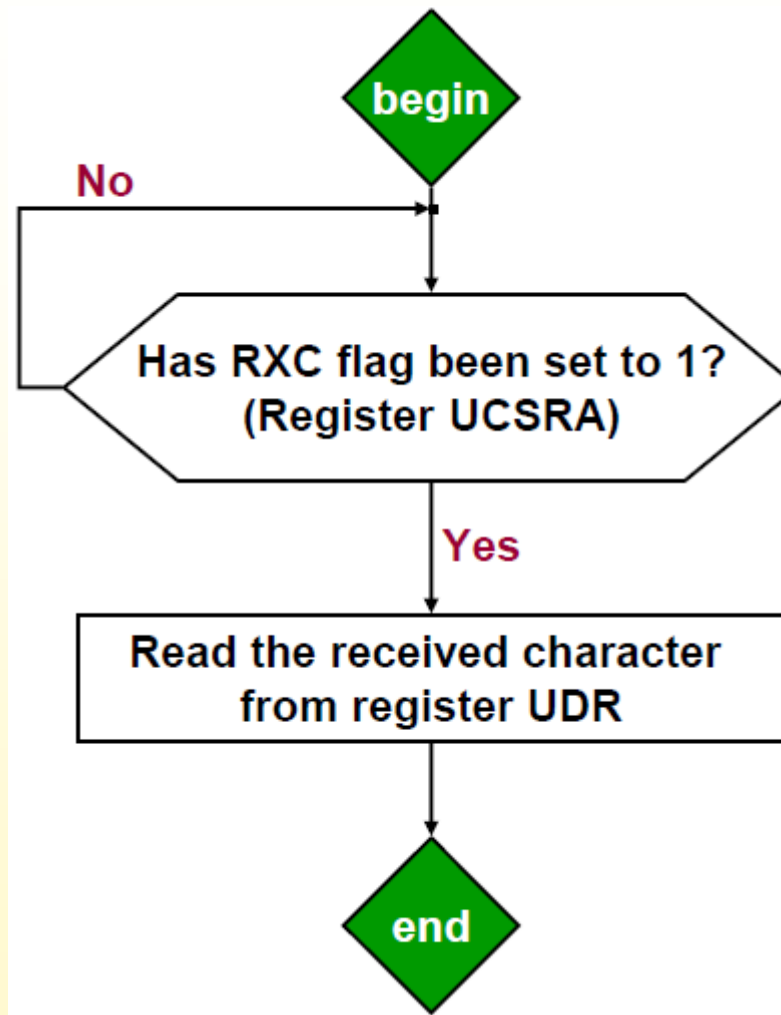 begin
No
Has RXC flag been set to 1?
(Register UCSRA)
Yes
Read the received character
from register UDR
end